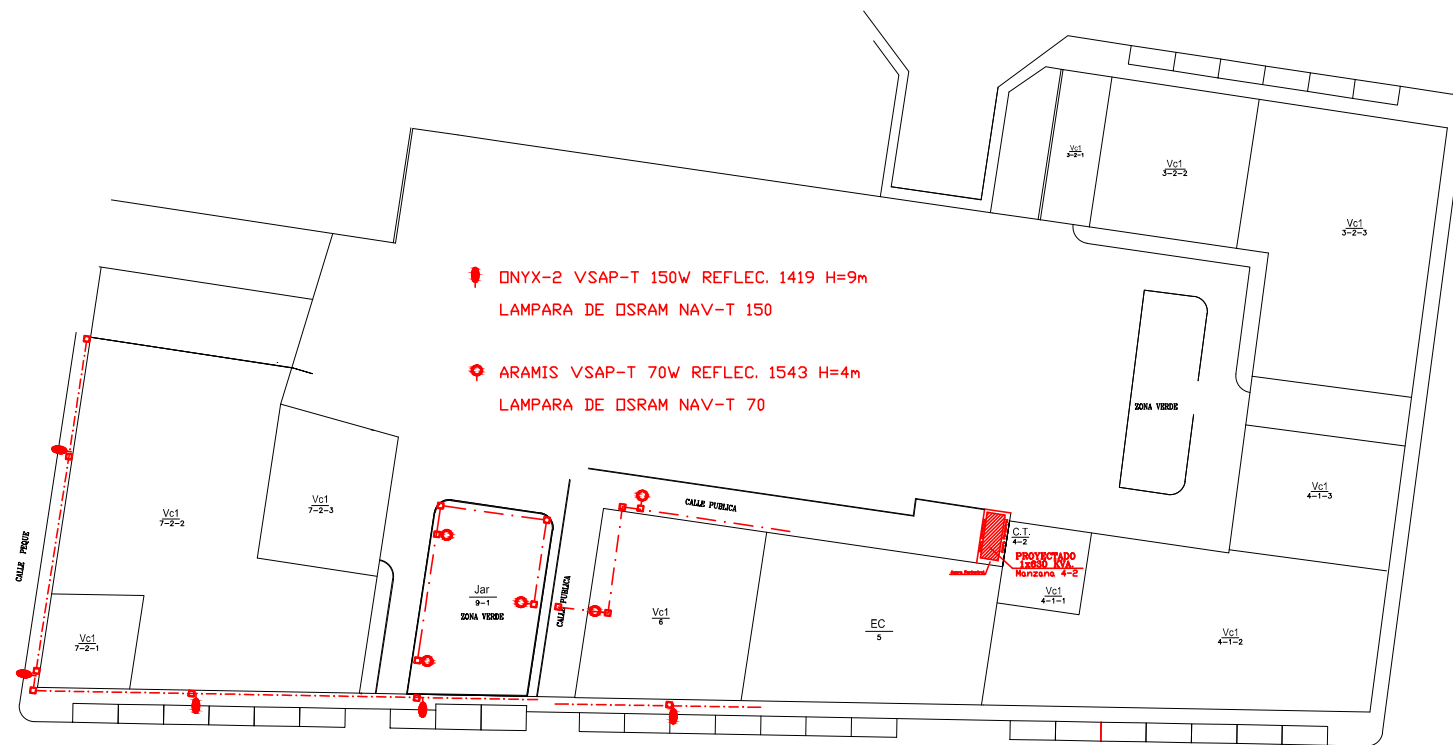 Vc1
3-2-1
Vc1
3-2-2
Vc1
3-2-3
ONYX-2 VSAP-T 150W REFLEC. 1419 H=9m
LAMPARA DE OSRAM NAV-T 150
ARAMIS VSAP-T 70W REFLEC. 1543 H=4m
LAMPARA DE OSRAM NAV-T 70
ZONA VERDE
Vc1
4-1-3
Vc1
7-2-3
Vc1
7-2-2
CALLE PUBLICA
C.T.
4-2
PROYECTADO
1x630 KVA.
Manzana 4-2
CALLE PEQUE
Jar
9-1
ZONA VERDE
CALLE PUBLICA
Vc1
6
EC
5
Vc1
4-1-1
Vc1
4-1-2
Vc1
7-2-1